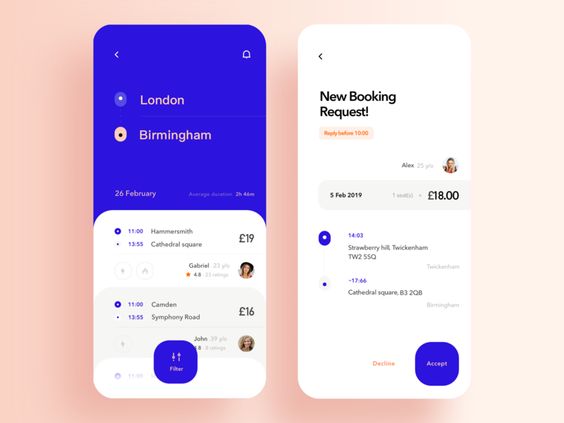 London
Birmingham
26 February
Average duration: 2h 46m
11:00 Hammersmith
13:55 Cathedral square
£19
Gabriel 23 y/o
4.8 23 ratings
11:00 Camden
13:55 Symphony Road
£16
John 39 y/o
4.8 8 ratings
Filter
11:00
New Booking
Request!
Reply before 10:00
Alex 25 y/o
5 Feb 2019 1 seat(s) £18.00
14:03
Strawberry hill, Twickenham
TW2 5SQ
Twickenham
~17:66
Cathedral square, B3 2QB
Birmingham
Decline
Accept